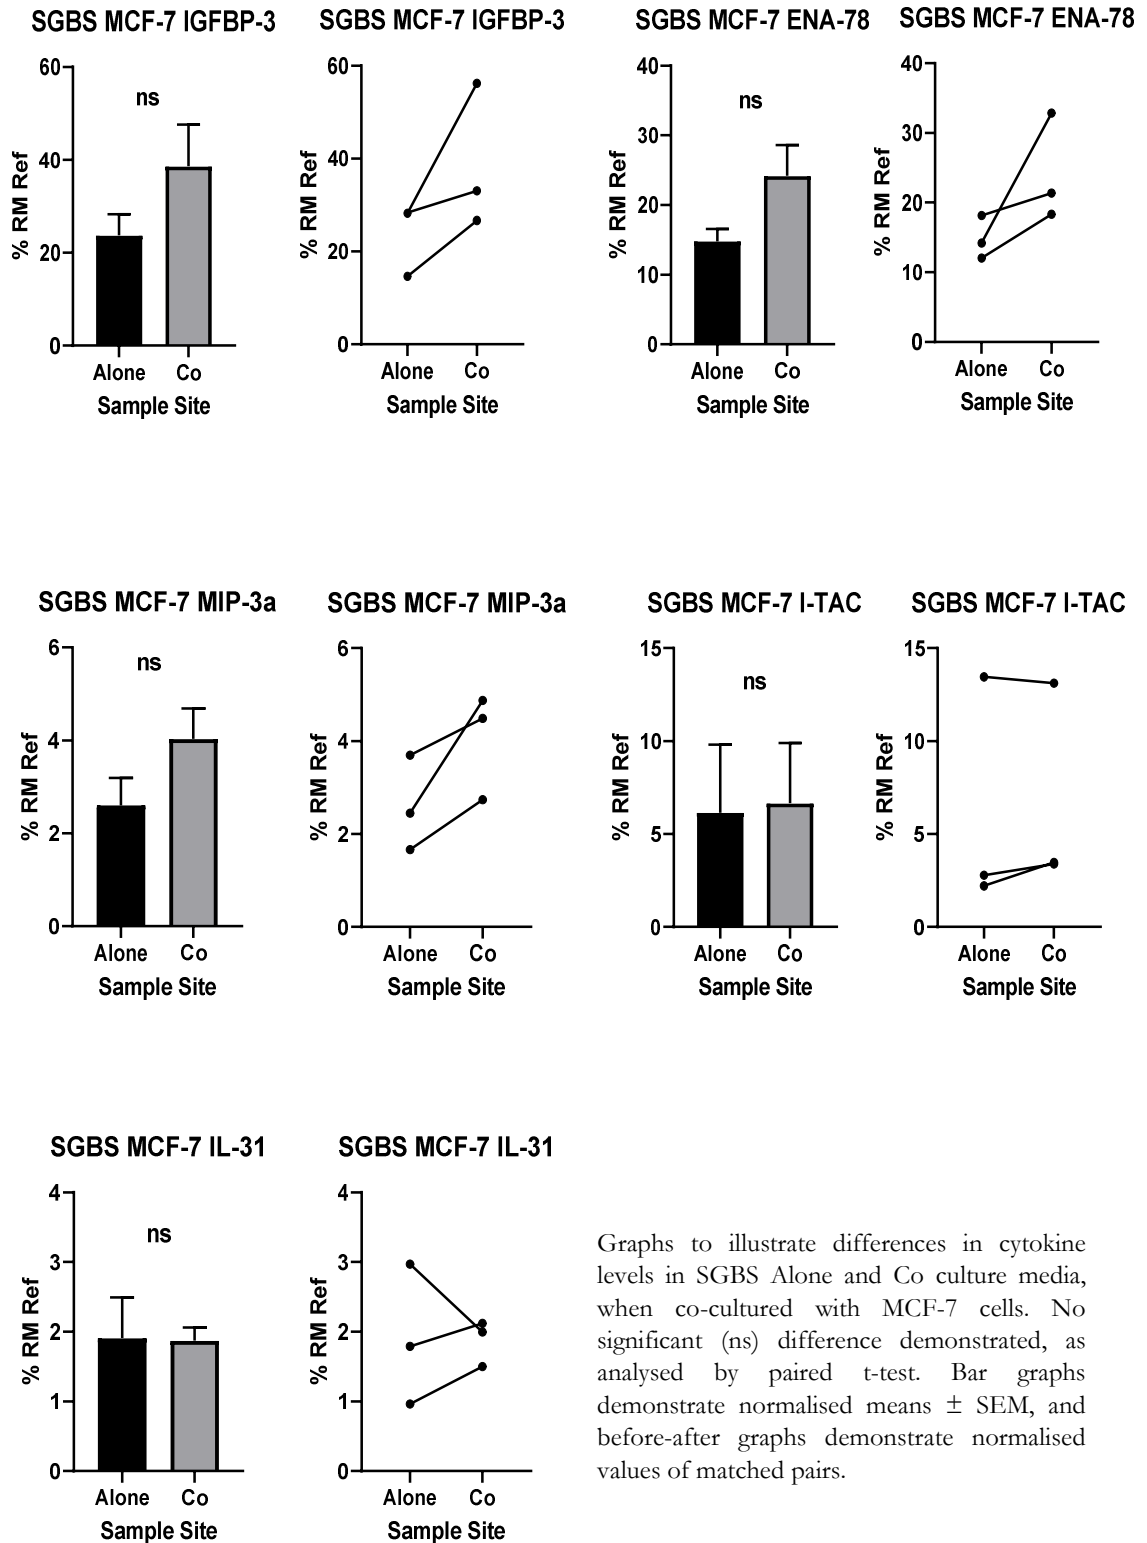 SGBS MCF-7 IGFBP-3
60
40
20
0
% RM Ref
ns
Alone Co
Sample Site
SGBS MCF-7 IGFBP-3
60
40
20
0
% RM Ref
Alone Co
Sample Site
SGBS MCF-7 ENA-78
40
30
20
10
0
% RM Ref
ns
Alone Co
Sample Site
SGBS MCF-7 ENA-78
40
30
20
10
0
% RM Ref
Alone Co
Sample Site
SGBS MCF-7 MIP-3a
6
4
2
0
% RM Ref
ns
Alone Co
Sample Site
SGBS MCF-7 MIP-3a
6
4
2
0
% RM Ref
Alone Co
Sample Site
SGBS MCF-7 I-TAC
15
10
5
0
% RM Ref
ns
Alone Co
Sample Site
SGBS MCF-7 I-TAC
15
10
5
0
% RM Ref
Alone Co
Sample Site
SGBS MCF-7 IL-31
4
3
2
1
0
% RM Ref
ns
Alone Co
Sample Site
SGBS MCF-7 IL-31
4
3
2
1
0
% RM Ref
Alone Co
Sample Site
Graphs to illustrate differences in cytokine
levels in SGBS Alone and Co culture media,
when co-cultured with MCF-7 cells. No
significant (ns) difference demonstrated, as
analysed by paired t-test. Bar graphs
demonstrate normalised means ± SEM, and
before-after graphs demonstrate normalised
values of matched pairs.